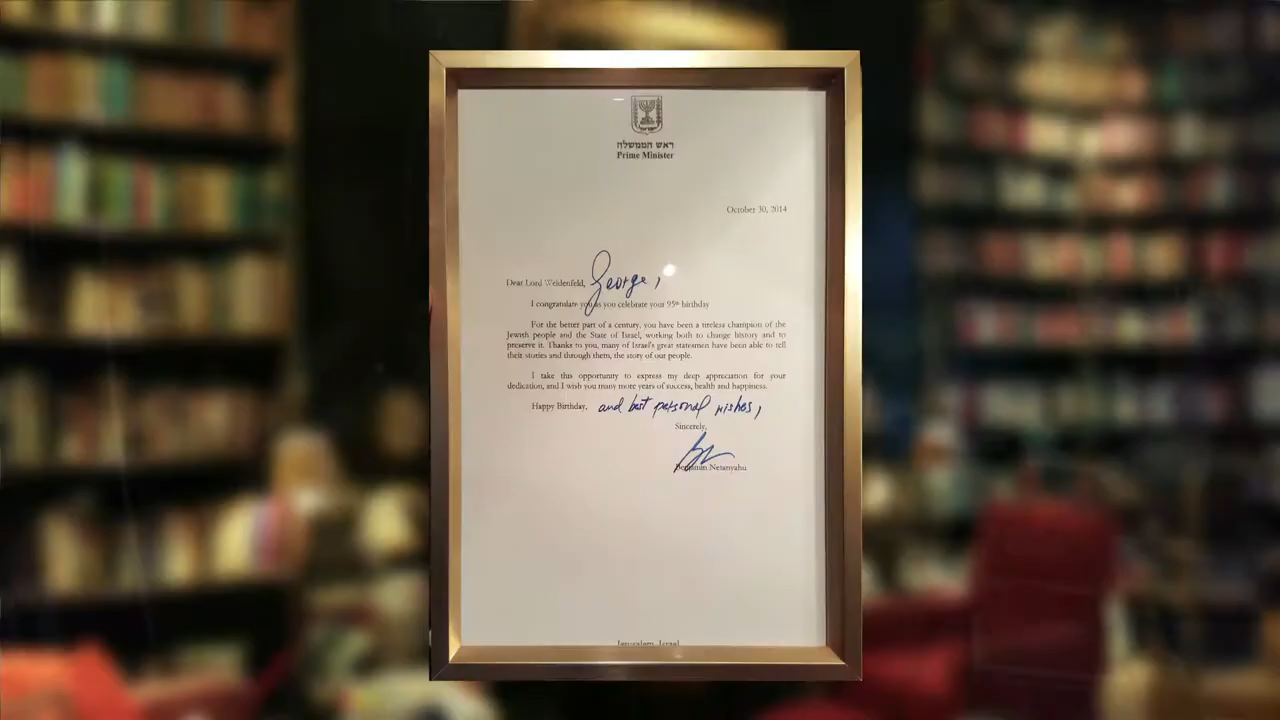 ראש הממשלה
Prime Minister
October 30, 2014
Dear Lord Weidenfeld, George,
I congratulate you as you celebrate your 95th birthday
For the better part of a century, you have been a tireless champion of the
Jewish people and the State of Israel, working both to change history and to
preserve it. Thanks to you, many of Israel's great statesmen have been able to tell
their stories and through them, the story of our people.
I take this opportunity to express my deep appreciation for your
dedication, and I wish you many more years of success, health and happiness.
Happy Birthday, and best personal wishes,
Sincerely,
Benjamin Netanyahu
Jerusalem, Israel